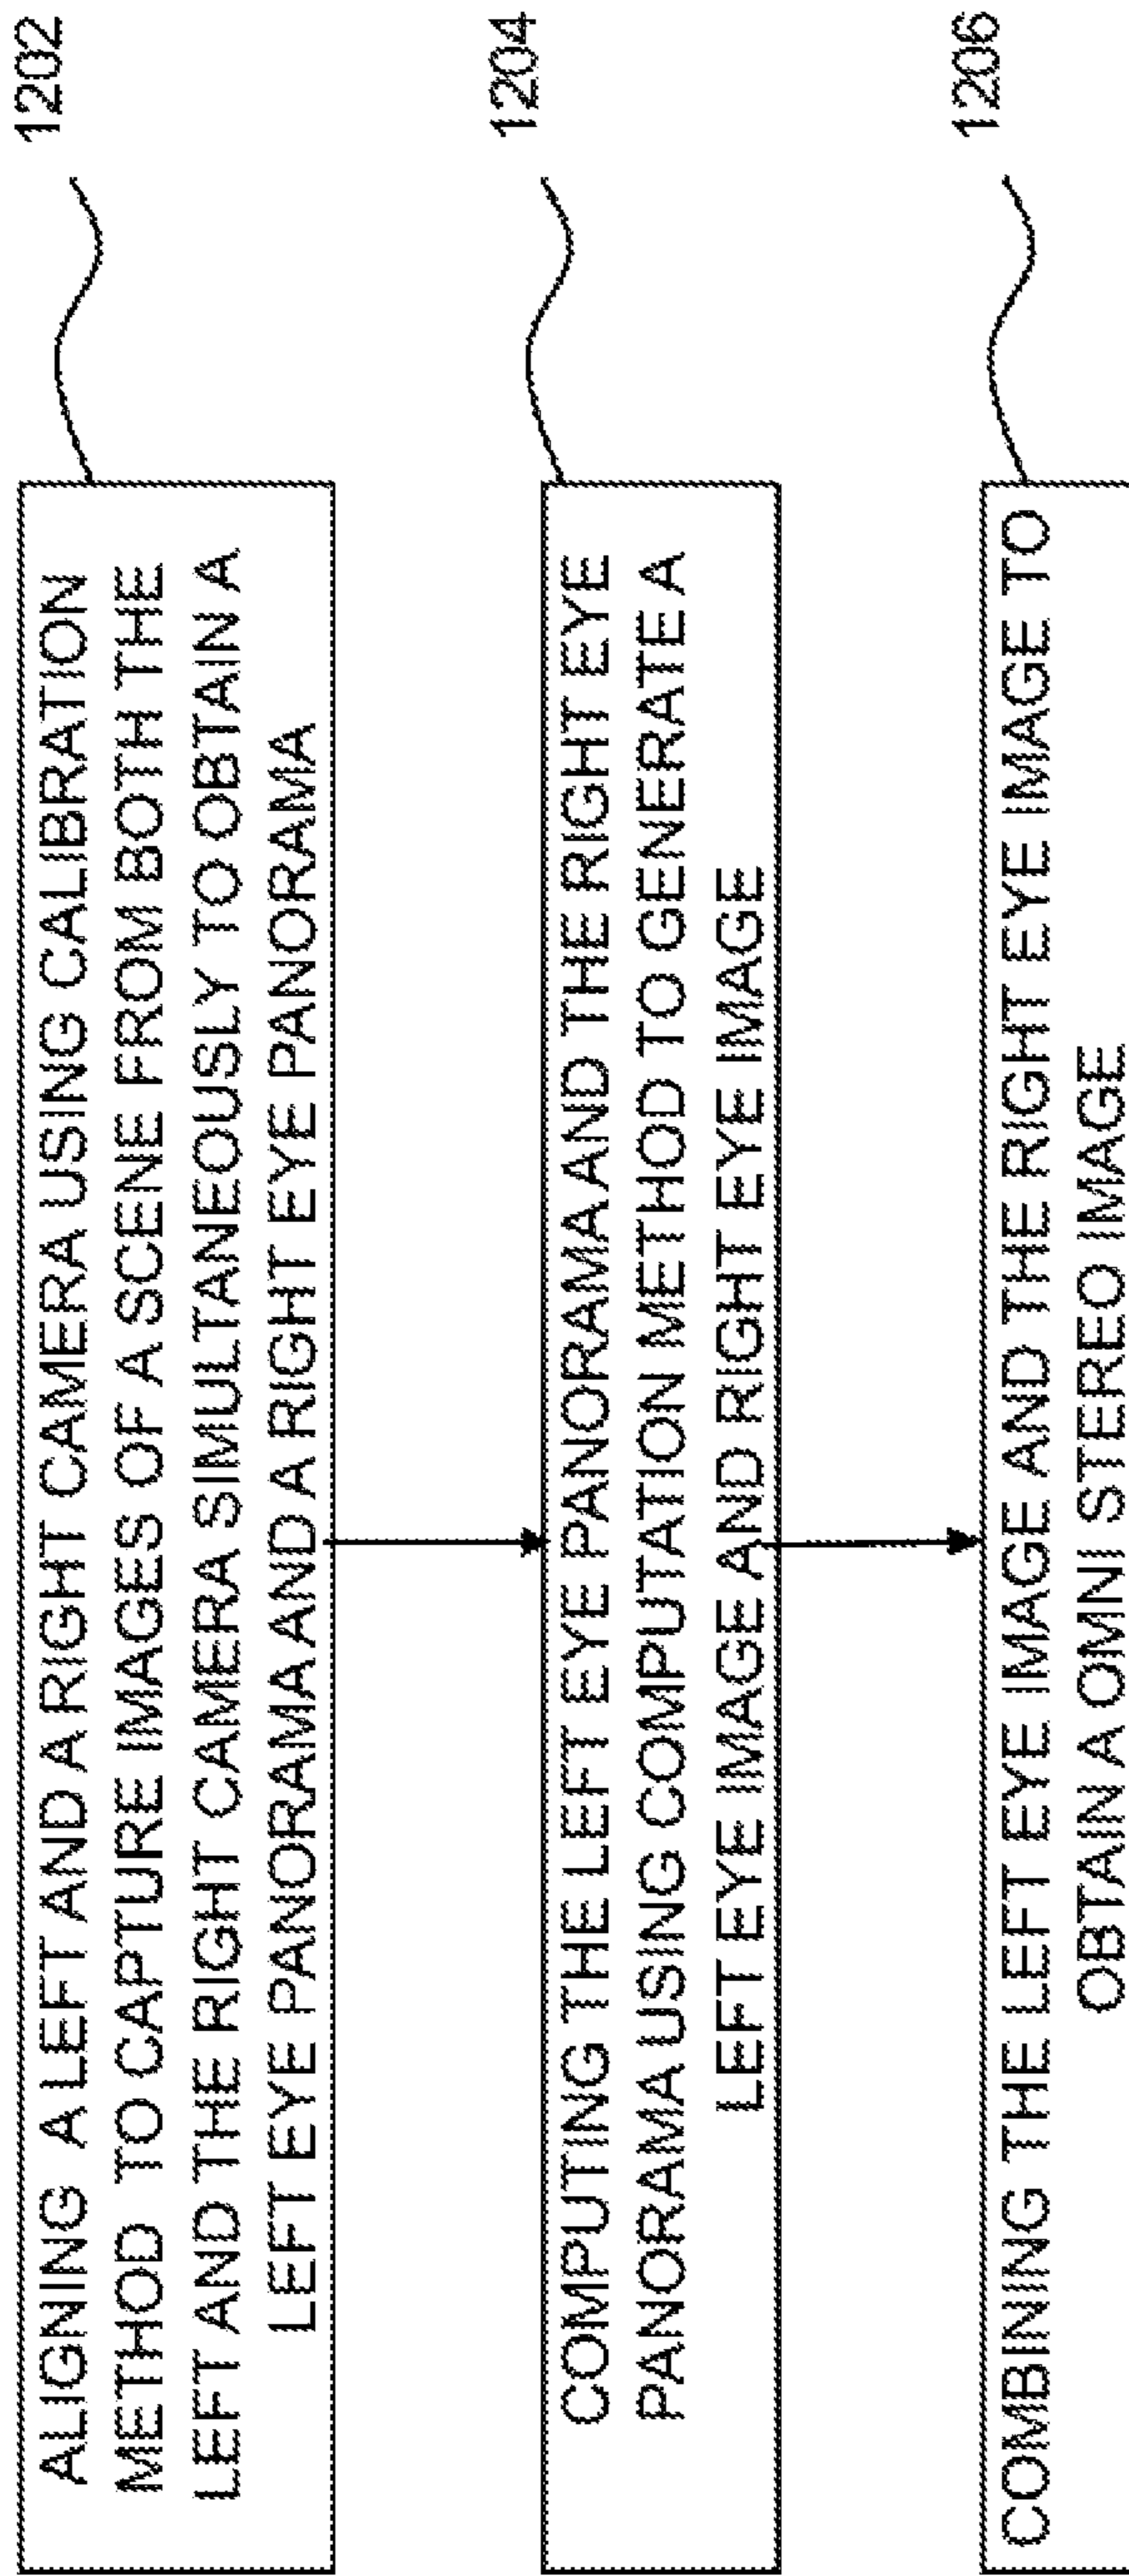 ALIGNING A LEFT AND A RIGHT CAMERA USING CALIBRATION
METHOD TO CAPTURE IMAGES OF A SCENE FROM BOTH THE
LEFT AND THE RIGHT CAMERA SIMULTANEOUSLY TO OBTAIN A
LEFT EYE PANORAMA AND A RIGHT EYE PANORAMA
1202
COMPUTING THE LEFT EYE PANORAMA AND THE RIGHT EYE
PANORAMA USING COMPUTATION METHOD TO GENERATE A
LEFT EYE IMAGE AND RIGHT EYE IMAGE
1204
COMBINING THE LEFT EYE IMAGE AND THE RIGHT EYE IMAGE TO
OBTAIN A OMNI STEREO IMAGE
1206